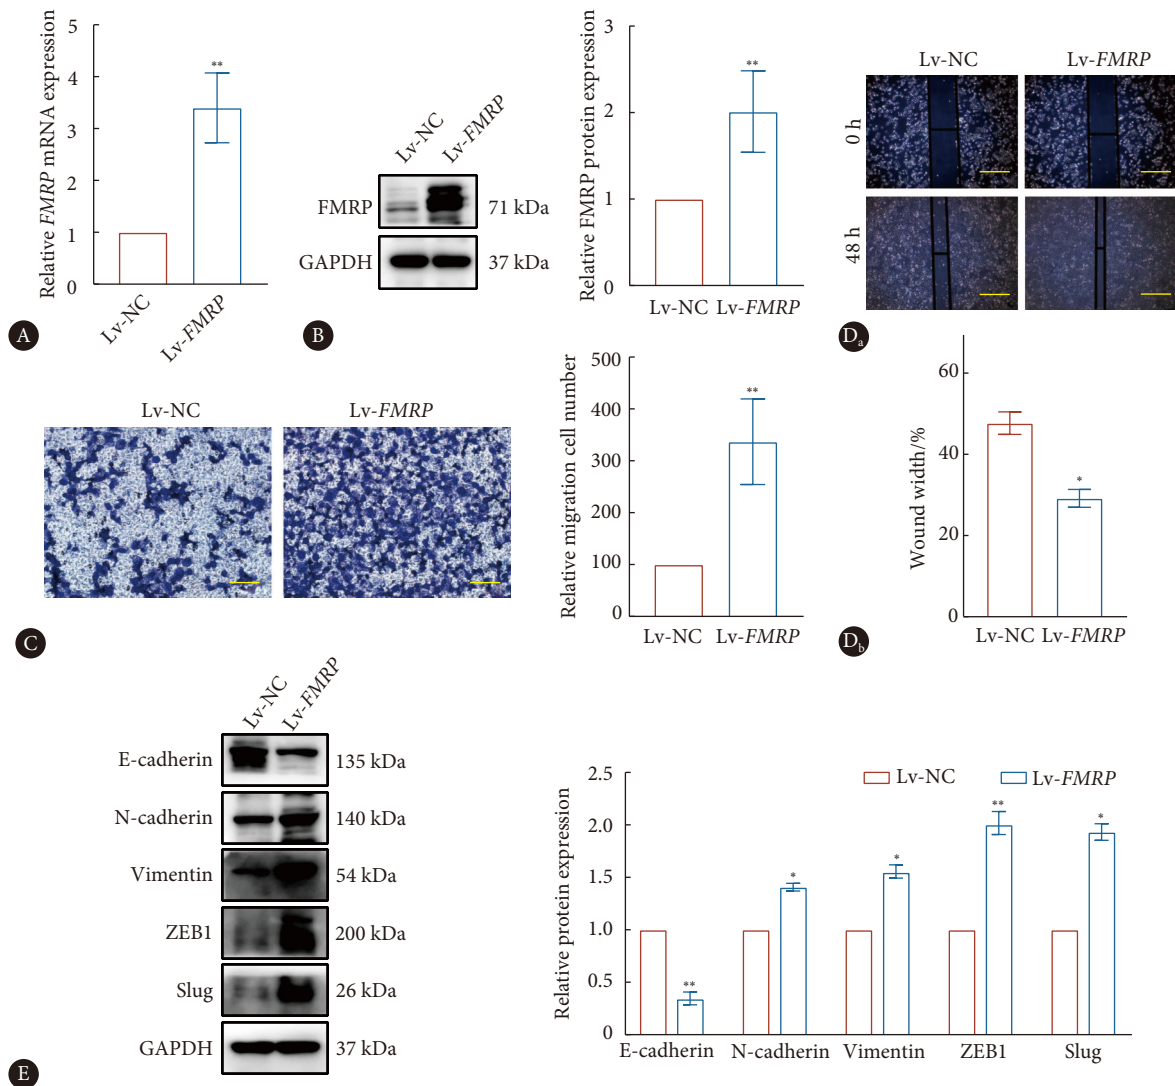 Relative FMRP mRNA expression
5
4
3
2
1
0
**
Lv-NC
Lv-FMRP
A
Lv-NC
Lv-FMRP
FMRP
71 kDa
GAPDH
37 kDa
B
Relative FMRP protein expression
3
2
1
0
**
Lv-NC
Lv-FMRP
Lv-NC
Lv-FMRP
0 h
48 h
Da
Lv-NC
Lv-FMRP
C
Relative migration cell number
500
400
300
200
100
0
**
Lv-NC
Lv-FMRP
Wound width/%
60
40
20
0
*
Lv-NC
Lv-FMRP
Db
Lv-NC
Lv-FMRP
E-cadherin
135 kDa
N-cadherin
140 kDa
Vimentin
54 kDa
ZEB1
200 kDa
Slug
26 kDa
GAPDH
37 kDa
E
Relative protein expression
2.5
2.0
1.5
1.0
0.5
0
Lv-NC
Lv-FMRP
**
*
*
**
*
E-cadherin
N-cadherin
Vimentin
ZEB1
Slug